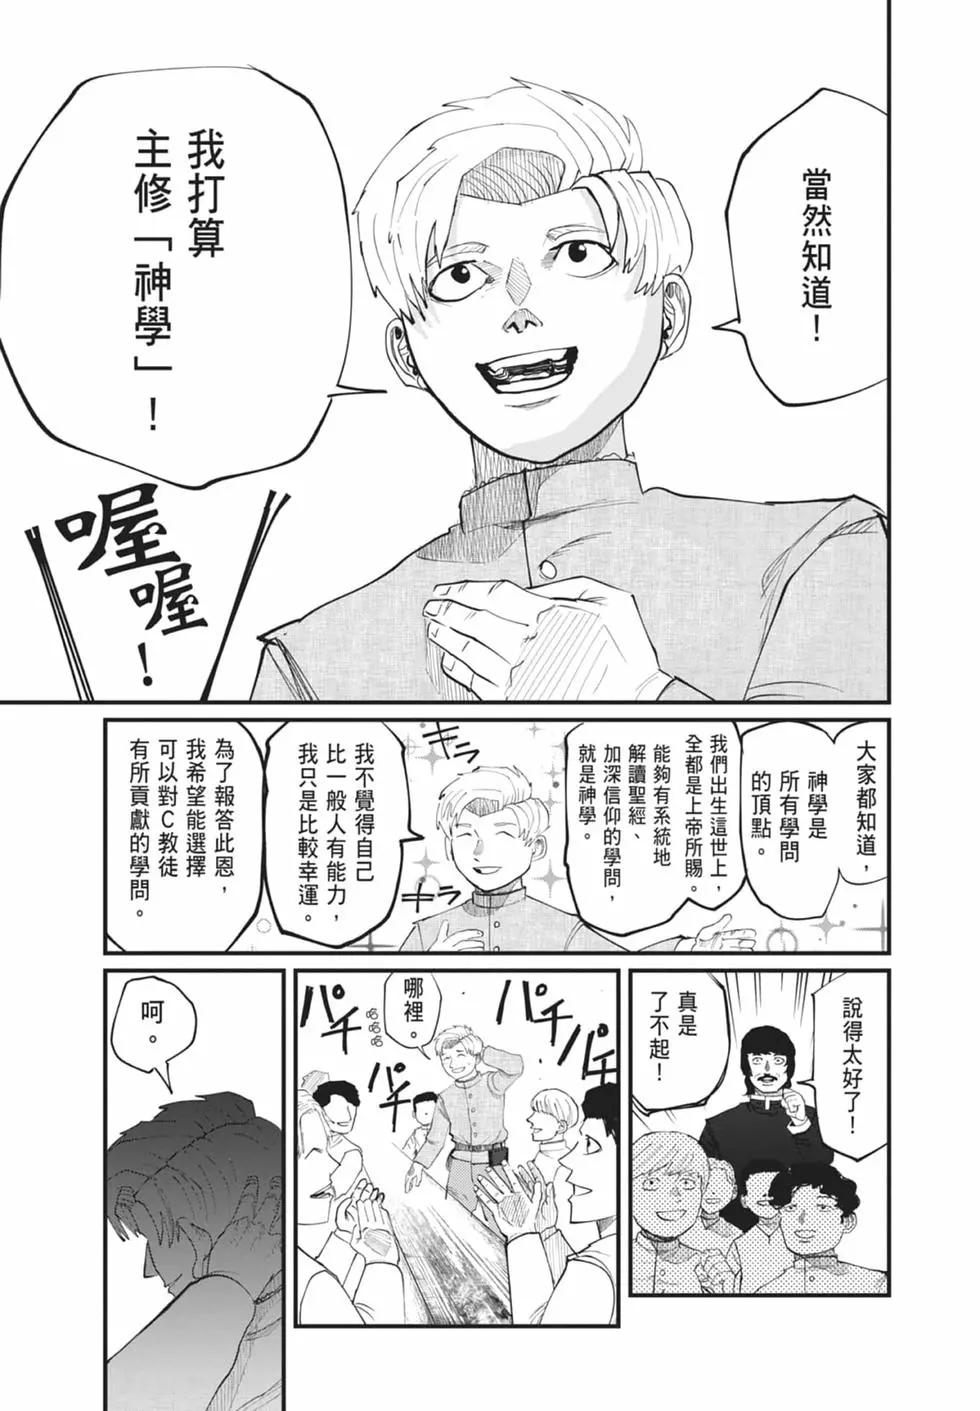 當然知道！
我打算
主修「神學」！
喔喔！
大家都知道，
神學是
所有學問
的頂點。
我們出生這世上，
全都是上帝所賜。
能夠有系統地
解讀聖經、
加深信仰的學問，
就是神學。
キラ
キラ
我不覺得自己
比一般人有能力，
我只是比較幸運。
為了報答此恩，
我希望能選擇
可以對C教徒
有所貢獻的學問。
說得太好了！
真是
了不起！
パチ
パチ
哪裡。
哈哈哈
パチ
パチ
呵。